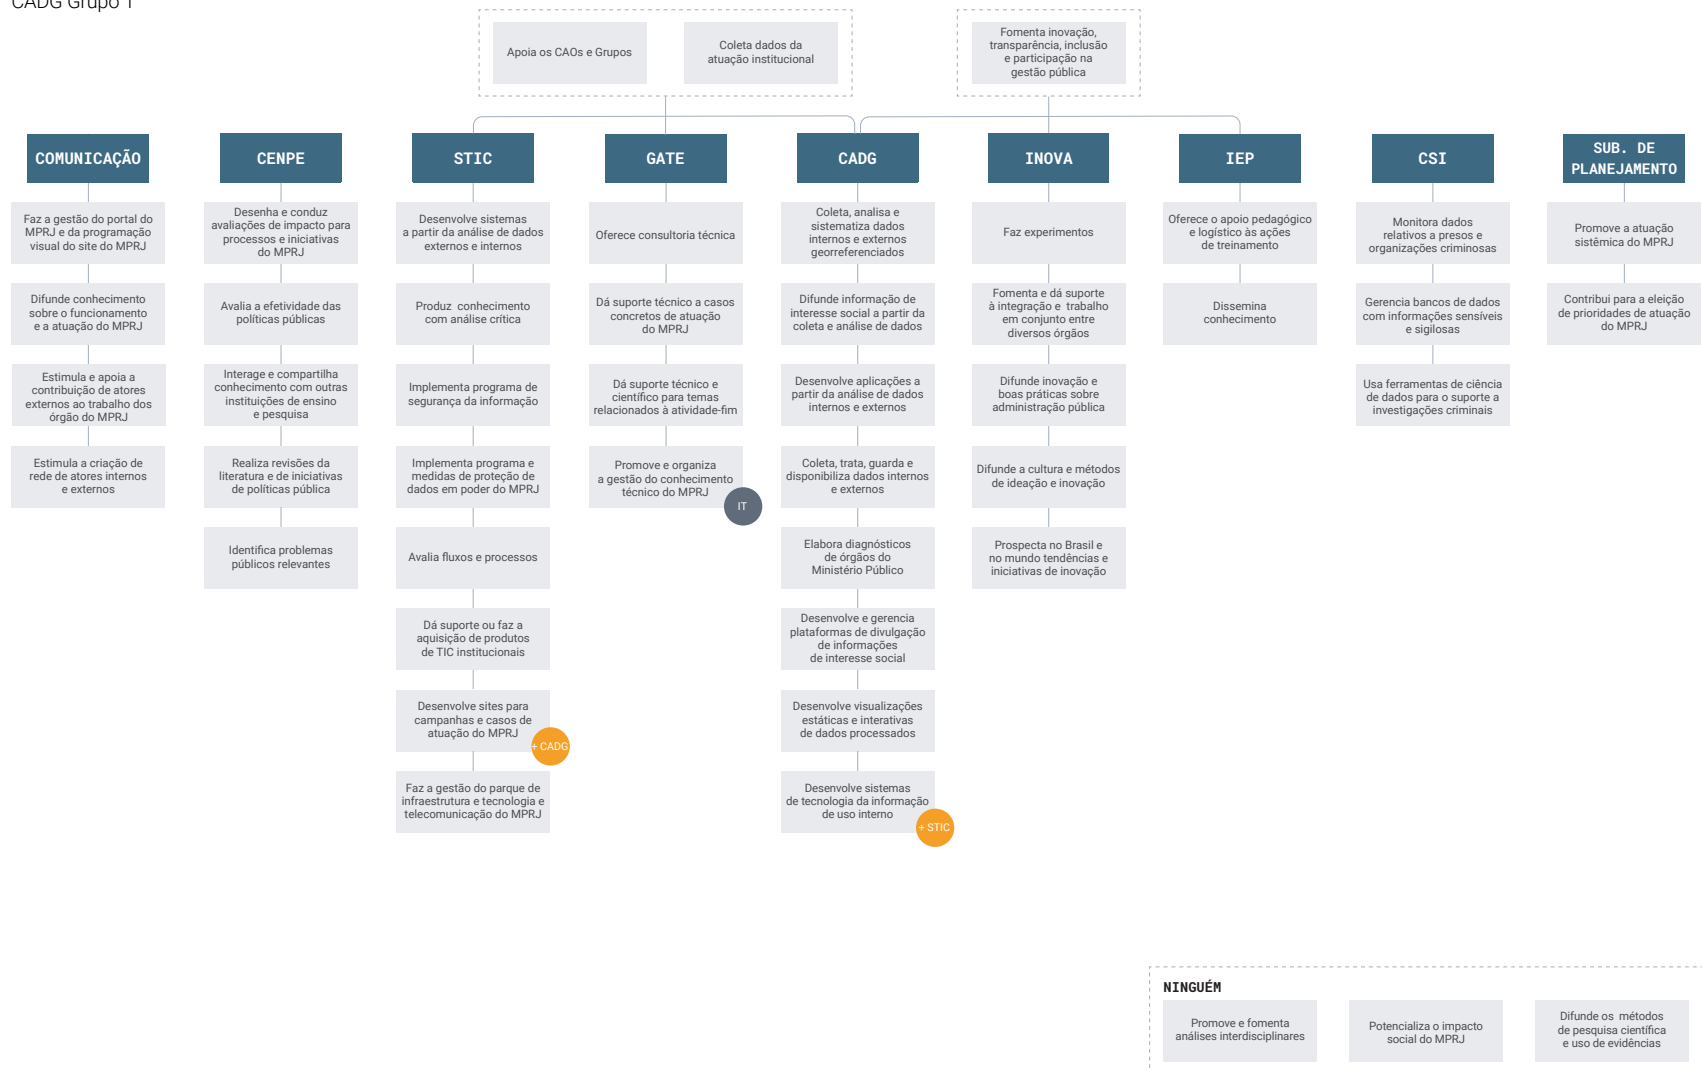 CADG Grupo 1
Apoia os CAOs e Grupos
Coleta dados da
atuação institucional
Fomenta inovação,
transparência, inclusão
e participação na
gestão pública
COMUNICAÇÃO
Faz a gestão do portal do
MPRJ e da programação
visual do site do MPRJ
Difunde conhecimento
sobre o funcionamento
e a atuação do MPRJ
Estimula e apoia a
contribuição de atores
externos ao trabalho dos
órgão do MPRJ
Estimula a criação de
rede de atores internos
e externos
CENPE
Desenha e conduz
avaliações de impacto para
processos e iniciativas
do MPRJ
Avalia a efetividade das
políticas públicas
Interage e compartilha
conhecimento com outras
instituições de ensino
e pesquisa
Realiza revisões da
literatura e de iniciativas
de políticas pública
Identifica problemas
públicos relevantes
STIC
Desenvolve sistemas
a partir da análise de dados
externos e internos
Produz conhecimento
com análise crítica
Implementa programa de
segurança da informação
Implementa programa e
medidas de proteção de
dados em poder do MPRJ
Avalia fluxos e processos
Dá suporte ou faz a
aquisição de produtos
de TIC institucionais
Desenvolve sites para
campanhas e casos de
atuação do MPRJ
+ CADG
Faz a gestão do parque de
infraestrutura e tecnologia e
telecomunicação do MPRJ
GATE
Oferece consultoria técnica
Dá suporte técnico a casos
concretos de atuação
do MPRJ
Dá suporte técnico e
científico para temas
relacionados à atividade-fim
Promove e organiza
a gestão do conhecimento
técnico do MPRJ
IT
CADG
Coleta, analisa e
sistematiza dados
internos e externos
georreferenciados
Difunde informação de
interesse social a partir da
coleta e análise de dados
Desenvolve aplicações a
partir da análise de dados
internos e externos
Coleta, trata, guarda e
disponibiliza dados internos
e externos
Elabora diagnósticos
de órgãos do
Ministério Público
Desenvolve e gerencia
plataformas de divulgação
de informações
de interesse social
Desenvolve visualizações
estáticas e interativas
de dados processados
Desenvolve sistemas
de tecnologia da informação
de uso interno
+ STIC
INOVA
Faz experimentos
Fomenta e dá suporte
à integração e trabalho
em conjunto entre
diversos órgãos
Difunde inovação e
boas práticas sobre
administração pública
Difunde a cultura e métodos
de ideação e inovação
Prospecta no Brasil e
no mundo tendências e
iniciativas de inovação
IEP
Oferece o apoio pedagógico
e logístico às ações
de treinamento
Dissemina
conhecimento
CSI
Monitora dados
relativos a presos e
organizações criminosas
Gerencia bancos de dados
com informações sensíveis
e sigilosas
Usa ferramentas de ciência
de dados para o suporte a
investigações criminais
SUB. DE
PLANEJAMENTO
Promove a atuação
sistêmica do MPRJ
Contribui para a eleição
de prioridades de atuação
do MPRJ
NINGUÉM
Promove e fomenta
análises interdisciplinares
Potencializa o impacto
social do MPRJ
Difunde os métodos
de pesquisa científica
e uso de evidências